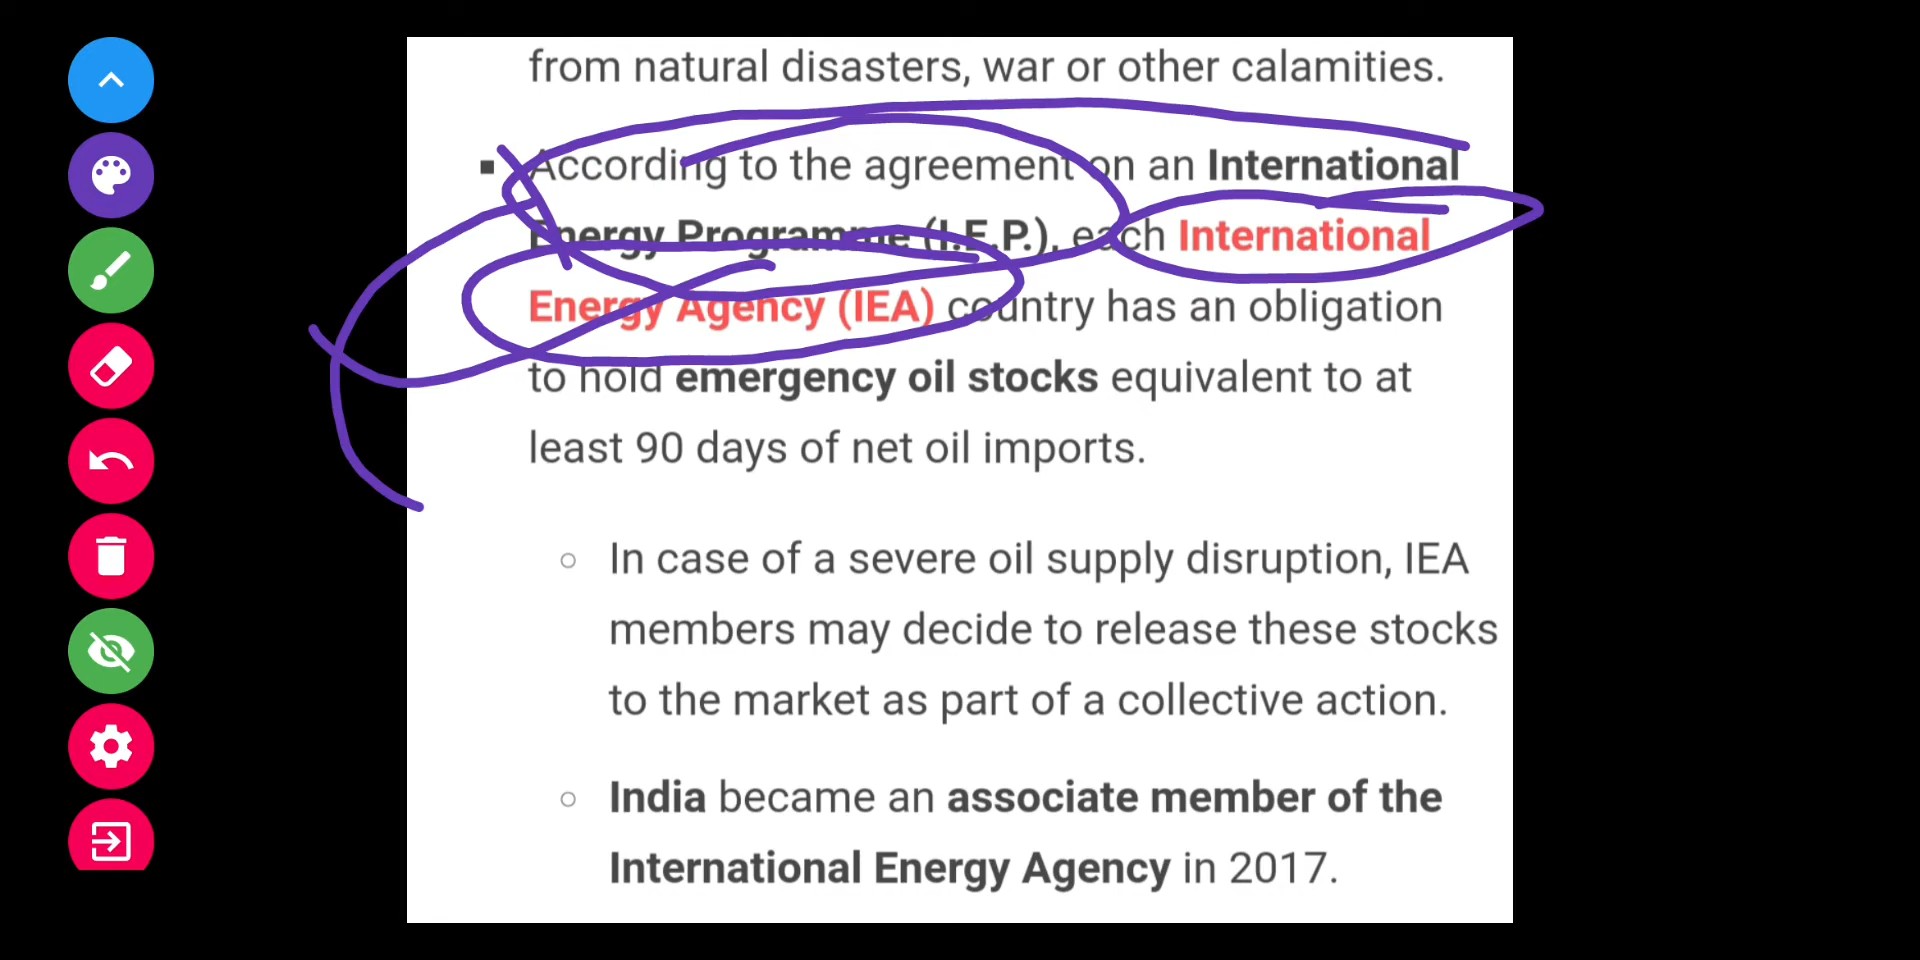 from natural disasters, war or other calamities.
▪ According to the agreement on an International
Energy Programme (I.E.P.), each International
Energy Agency (IEA) country has an obligation
to hold emergency oil stocks equivalent to at
least 90 days of net oil imports.
○ In case of a severe oil supply disruption, IEA
members may decide to release these stocks
to the market as part of a collective action.
○ India became an associate member of the
International Energy Agency in 2017.